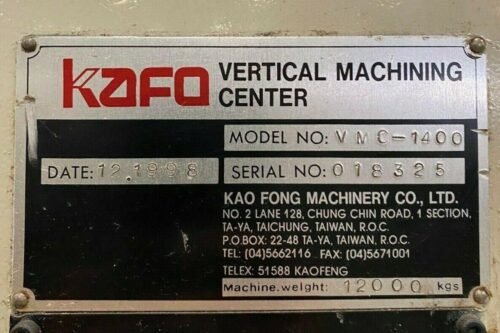 KAFO VERTICAL MACHINING
CENTER
MODEL NO: VMC-1400
DATE: 12.1998 SERIAL NO: 018325
KAO FONG MACHINERY CO., LTD.
NO. 2 LANE 128, CHUNG CHIN ROAD, 1 SECTION,
TA-YA, TAICHUNG, TAIWAN, R.O.C.
P.O.BOX: 22-48 TA-YA, TAIWAN, R.O.C.
TEL: (04)5662116 FAX: (04)5671001
TELEX: 51588 KAOFENG
Machine.weight: 12000 kgs